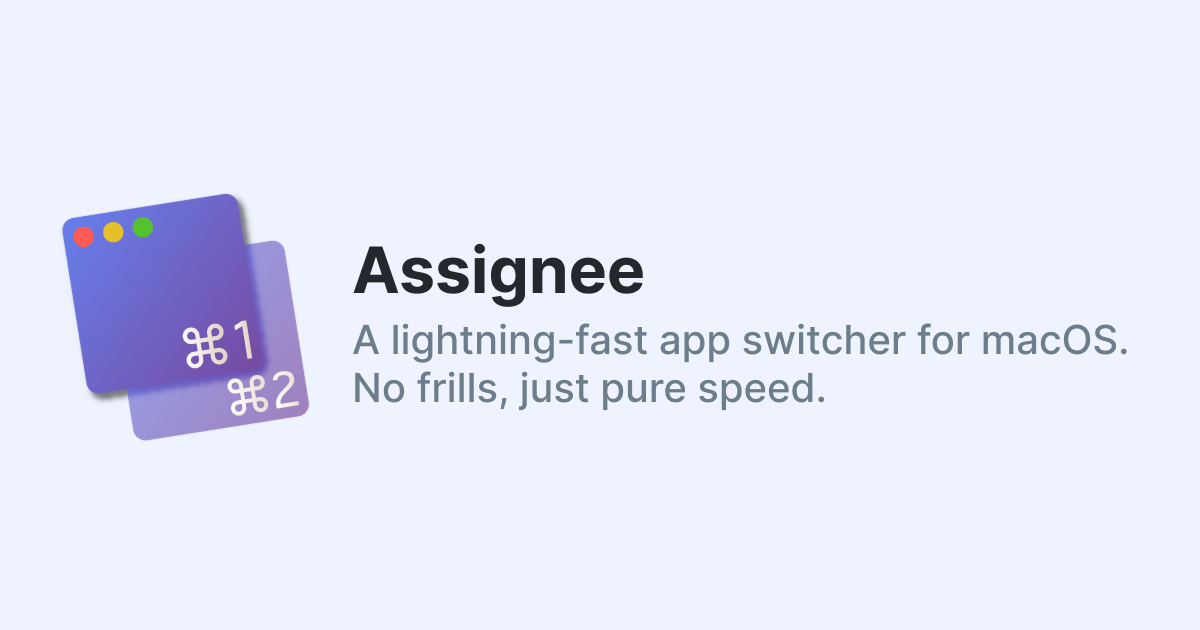 ⌘1
⌘2
Assignee
A lightning-fast app switcher for macOS.
No frills, just pure speed.